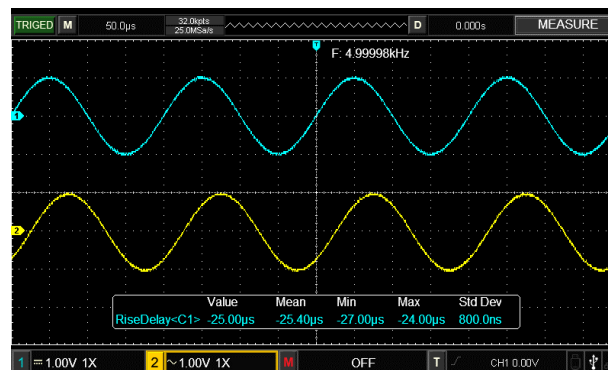 TRIGED M 50.0μs 32.0kpts 25.0MSa/s D 0.000s MEASURE
T
F: 4.99998kHz
1
2
Value Mean Min Max Std Dev
RiseDelay<C1> -25.00μs -25.40μs -27.00μs -24.00μs 800.0ns
1 1.00V 1X 2 1.00V 1X M OFF T CH1 0.00V